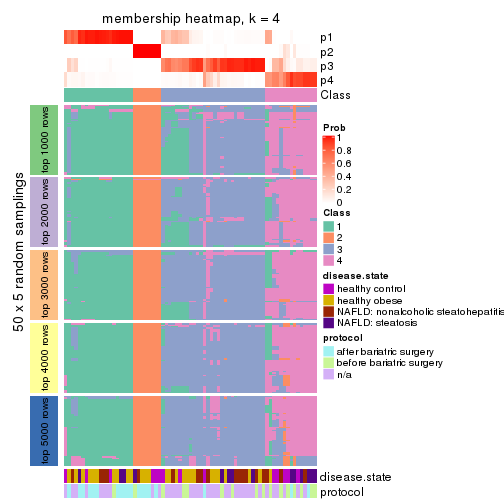 membership heatmap, k = 4
p1
p2
p3
p4
Class
50 x 5 random samplings
top 1000 rows
top 2000 rows
top 3000 rows
top 4000 rows
top 5000 rows
disease.state
protocol
Prob
1
0.8
0.6
0.4
0.2
0
Class
1
2
3
4
disease.state
healthy control
healthy obese
NAFLD: nonalcoholic steatohepatitis
NAFLD: steatosis
protocol
after bariatric surgery
before bariatric surgery
n/a